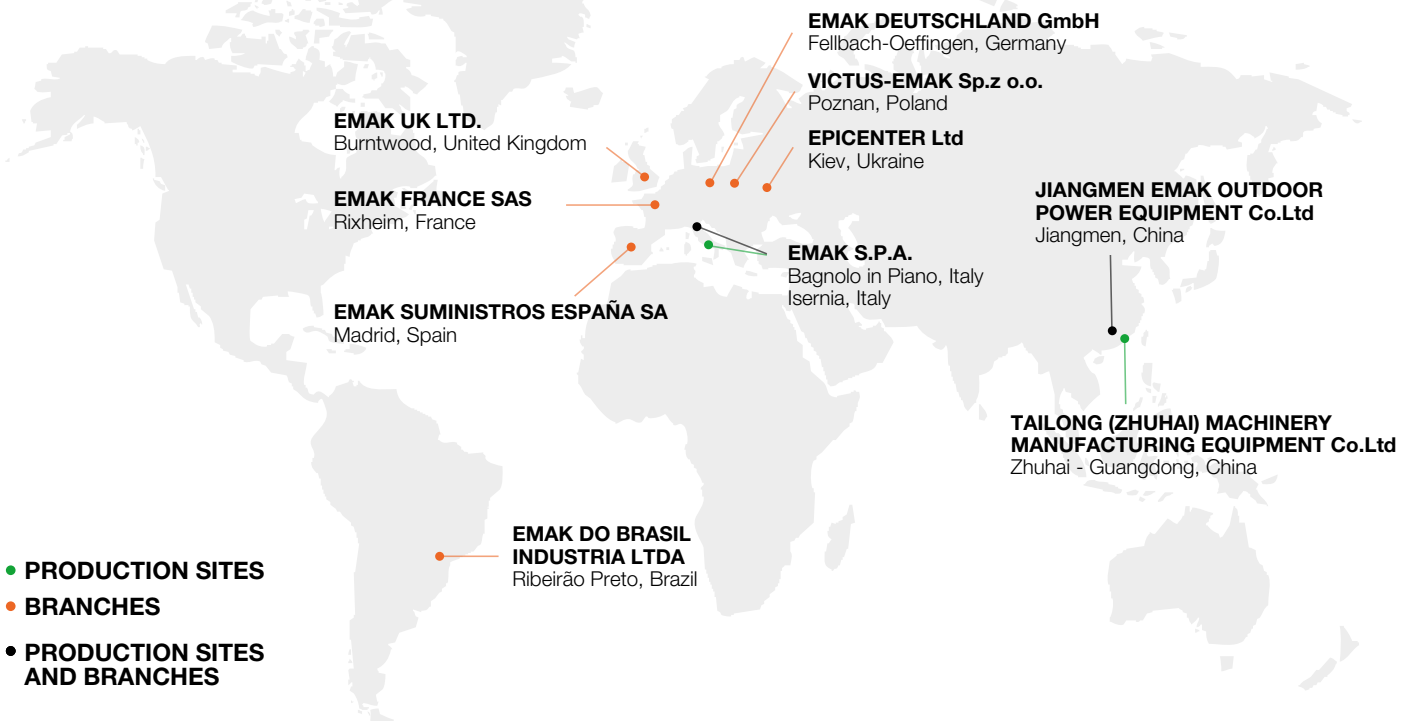 EMAK DEUTSCHLAND GmbH
Fellbach-Oeffingen, Germany
VICTUS-EMAK Sp.z o.o.
Poznan, Poland
EMAK UK LTD.
Burntwood, United Kingdom
EPICENTER Ltd
Kiev, Ukraine
EMAK FRANCE SAS
Rixheim, France
JIANGMEN EMAK OUTDOOR
POWER EQUIPMENT Co.Ltd
Jiangmen, China
EMAK S.P.A.
Bagnolo in Piano, Italy
Isernia, Italy
EMAK SUMINISTROS ESPAÑA SA
Madrid, Spain
TAILONG (ZHUHAI) MACHINERY
MANUFACTURING EQUIPMENT Co.Ltd
Zhuhai - Guangdong, China
EMAK DO BRASIL
INDUSTRIA LTDA
Ribeirão Preto, Brazil
PRODUCTION SITES
BRANCHES
PRODUCTION SITES
AND BRANCHES